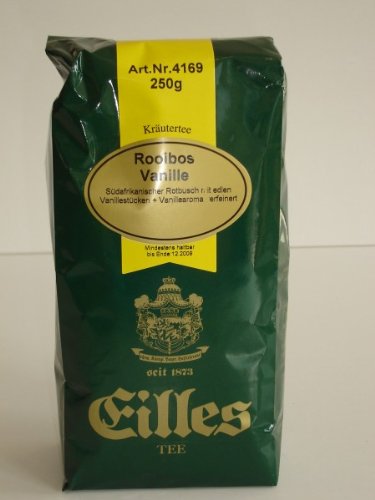 Art.Nr.4169
250g
Kräutertee
Rooibos
Vanille
Südafrikanischer Rotbusch mit edlen
Vanillestücken + Vanillearoma verfeinert
Mindestens haltbar
bis Ende:12.2009
seit 1873
Eilles
TEE